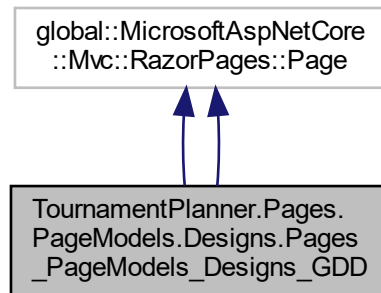 global::MicrosoftAspNetCore
::Mvc::RazorPages::Page
TournamentPlanner.Pages.
PageModels.Designs.Pages
_PageModels_Designs_GDD